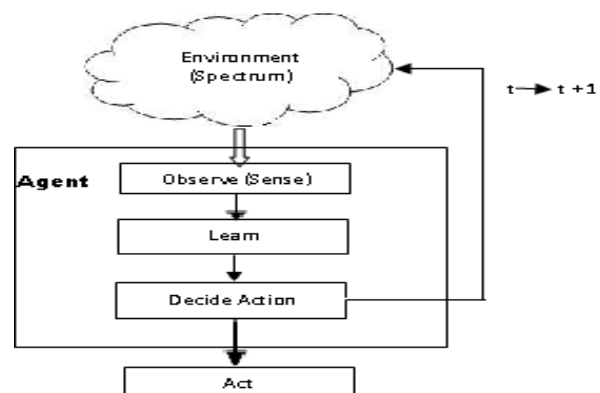 Environment
(Spectrum)
t → t +1
Agent
Observe (Sense)
Learn
Decide Action
Act